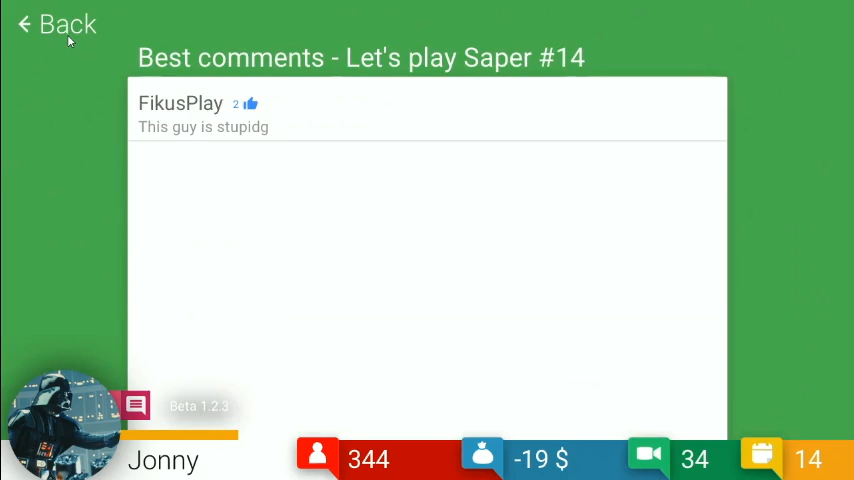 Back
Best comments - Let's play Saper #14
FikusPlay 2
This guy is stupidg
Beta 1.2.3
Jonny
344
-19 $
34
14